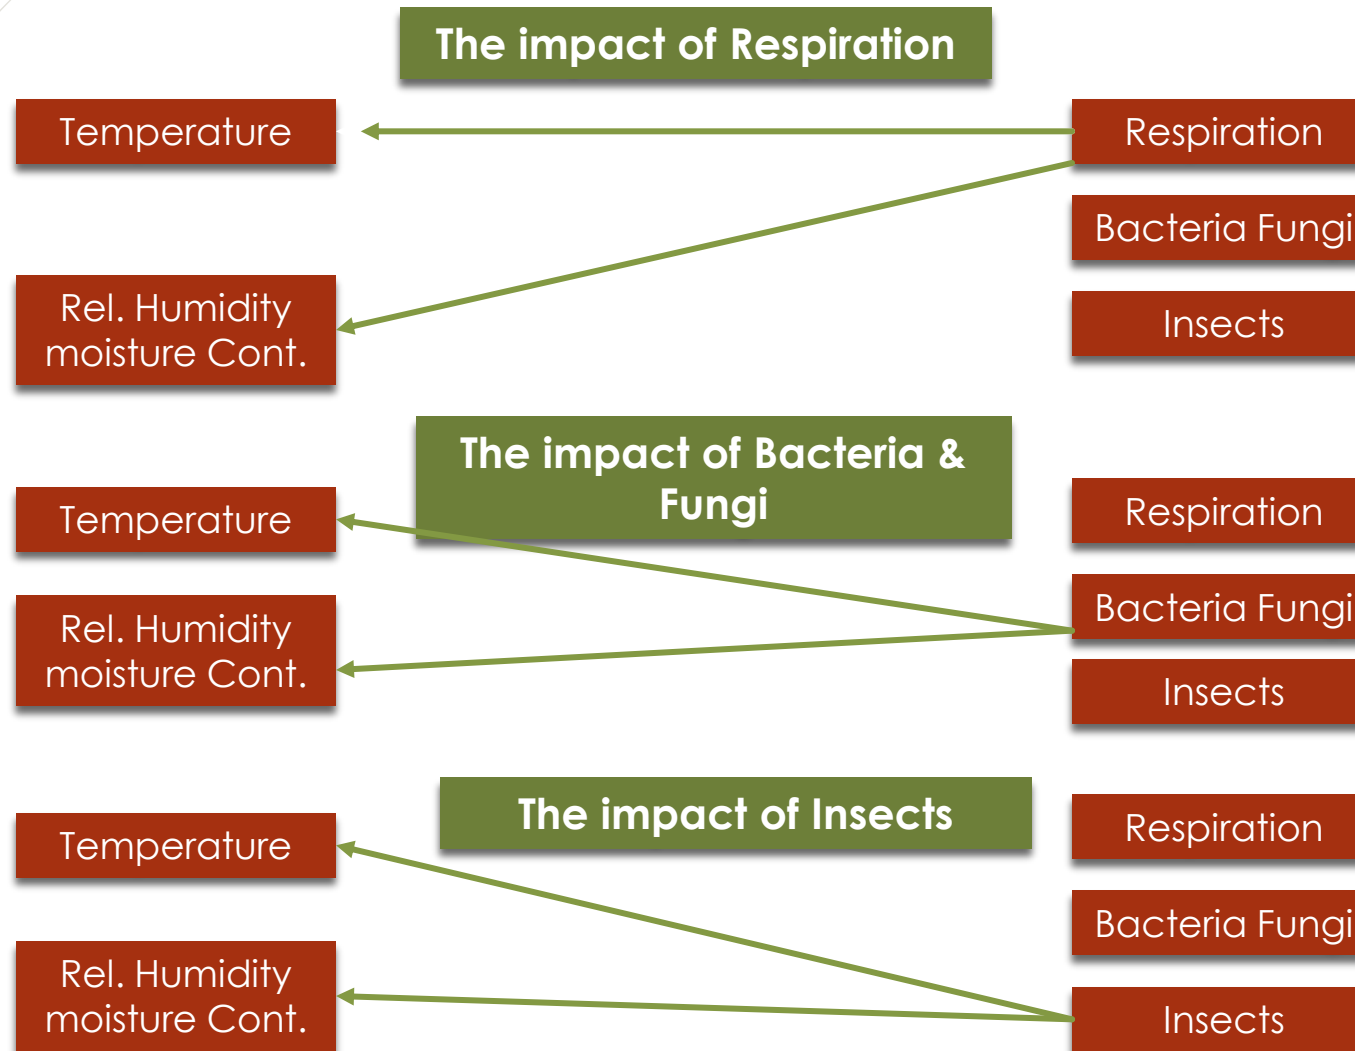 The impact of Respiration
Temperature
Respiration
Bacteria Fungi
Rel. Humidity
moisture Cont.
Insects
The impact of Bacteria &
Fungi
Temperature
Respiration
Bacteria Fungi
Rel. Humidity
moisture Cont.
Insects
The impact of Insects
Temperature
Respiration
Bacteria Fungi
Rel. Humidity
moisture Cont.
Insects